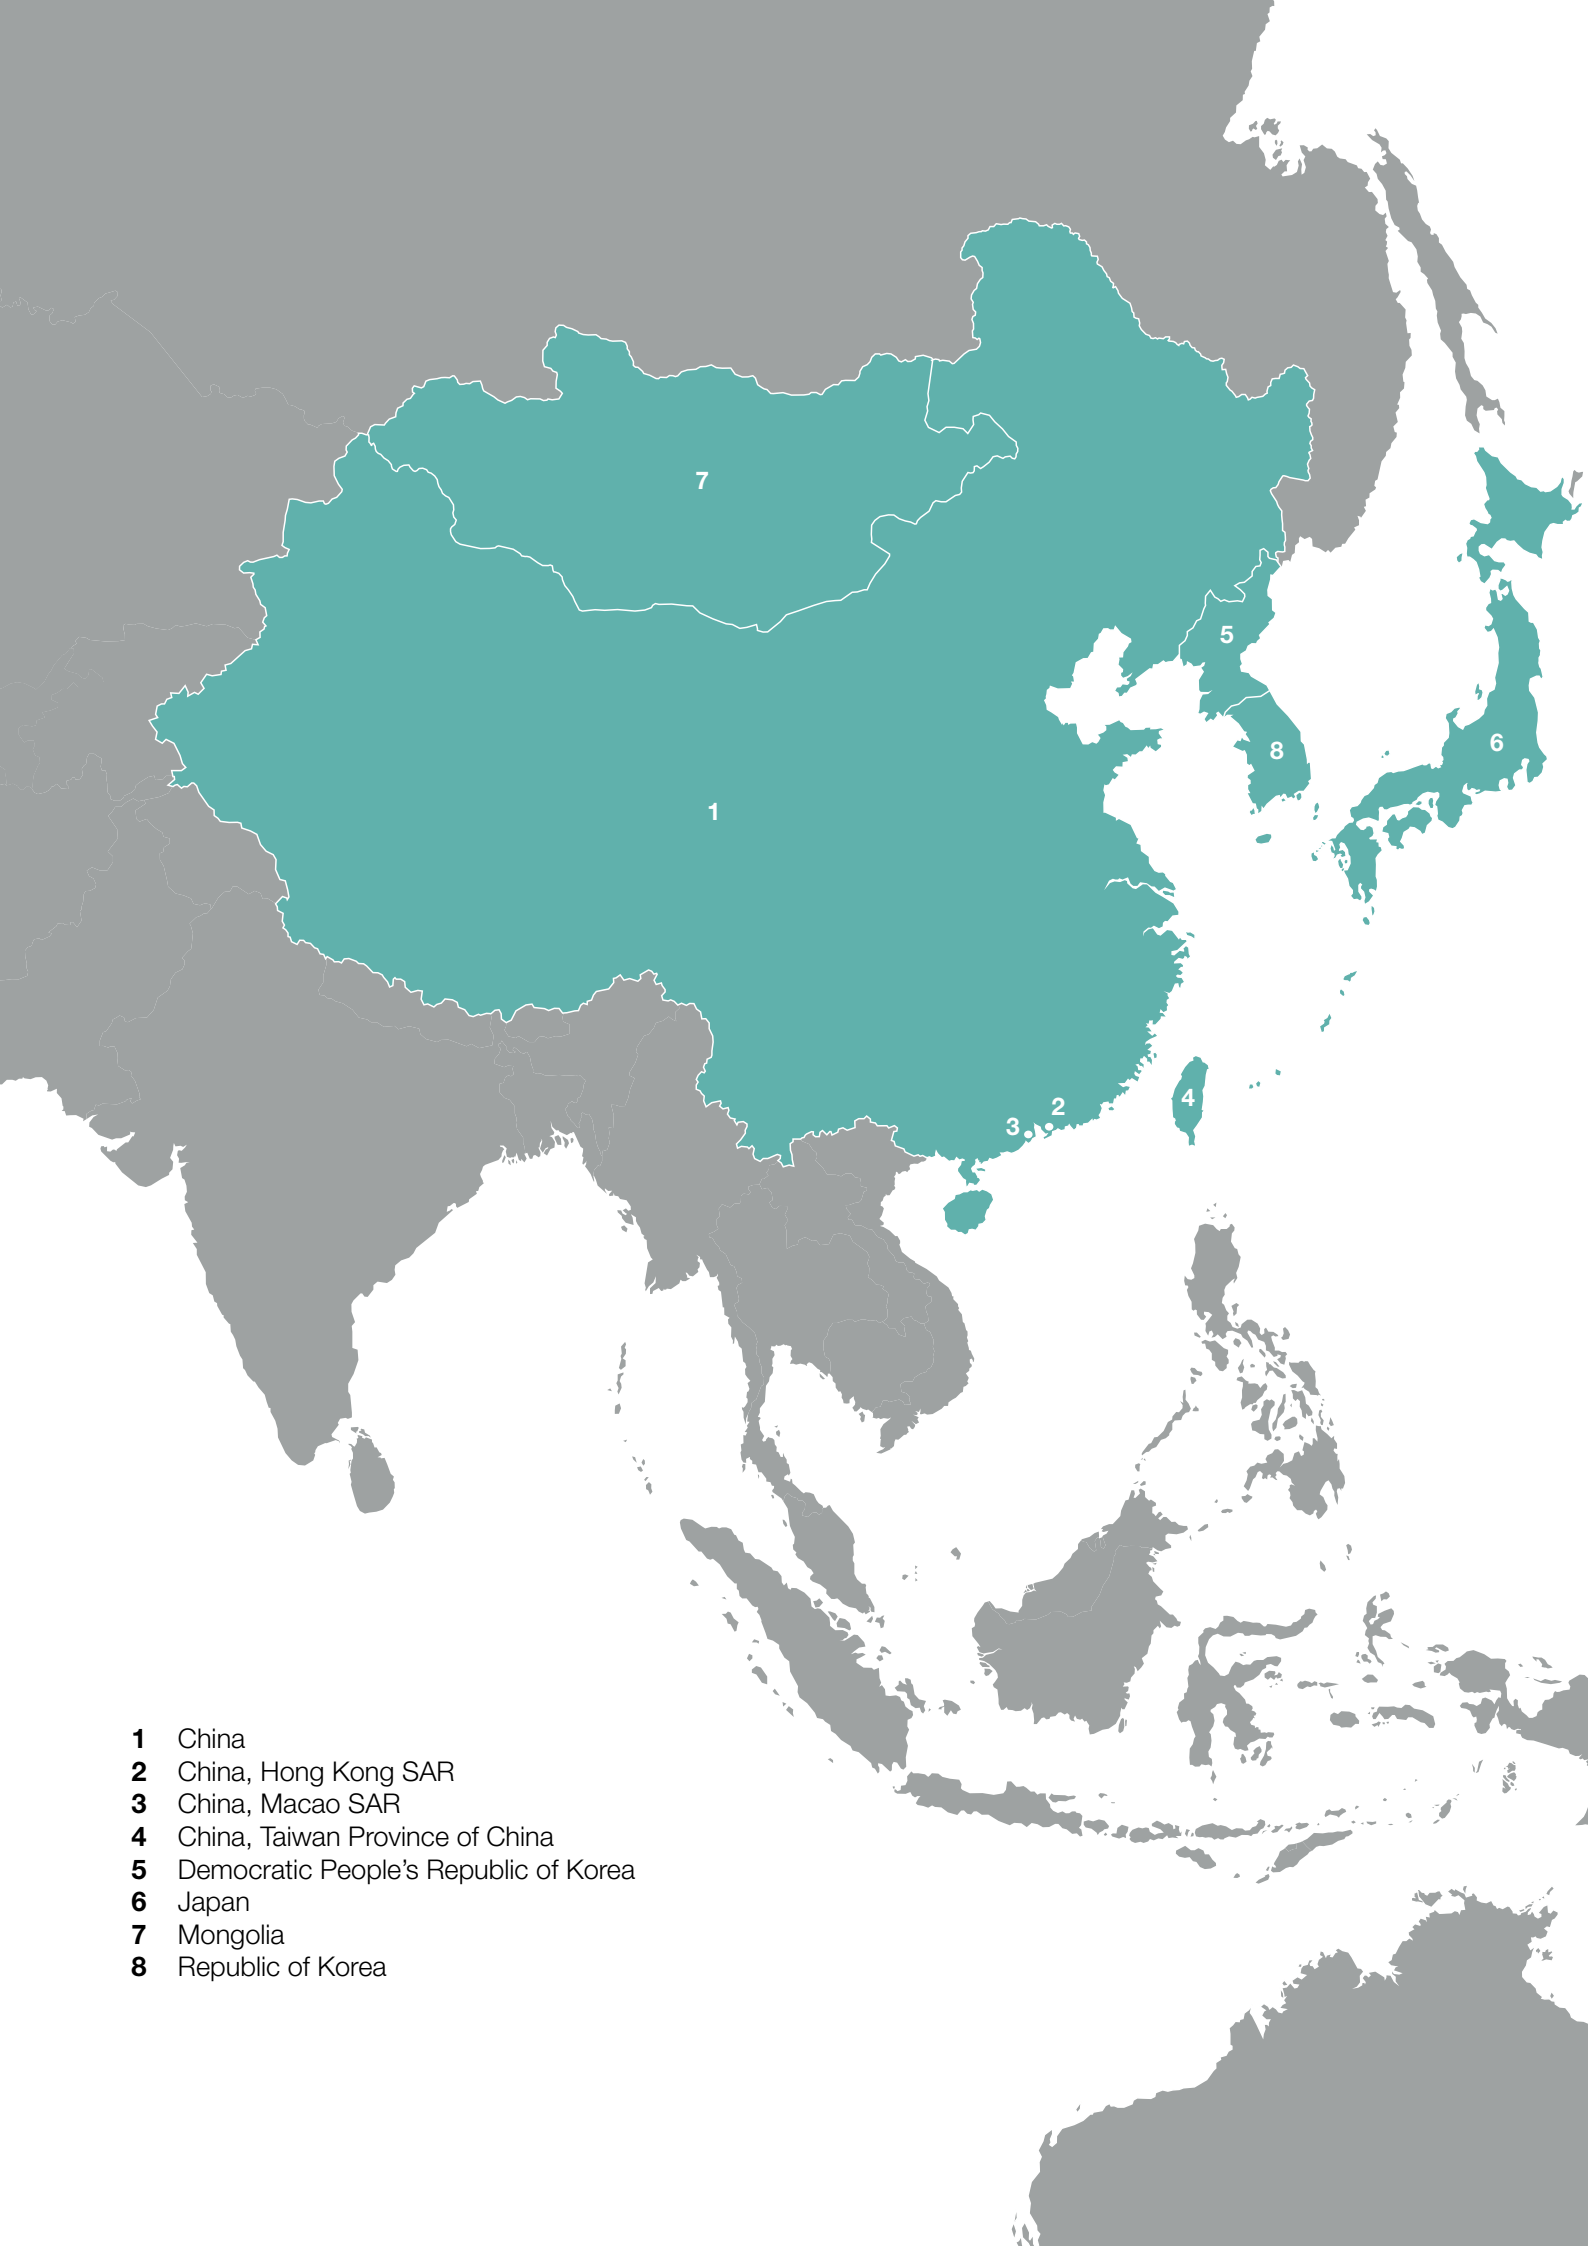 7
5
6
8
1
2
4
3
1 China
2 China, Hong Kong SAR
3 China, Macao SAR
4 China, Taiwan Province of China
5 Democratic People’s Republic of Korea
6 Japan
7 Mongolia
8 Republic of Korea